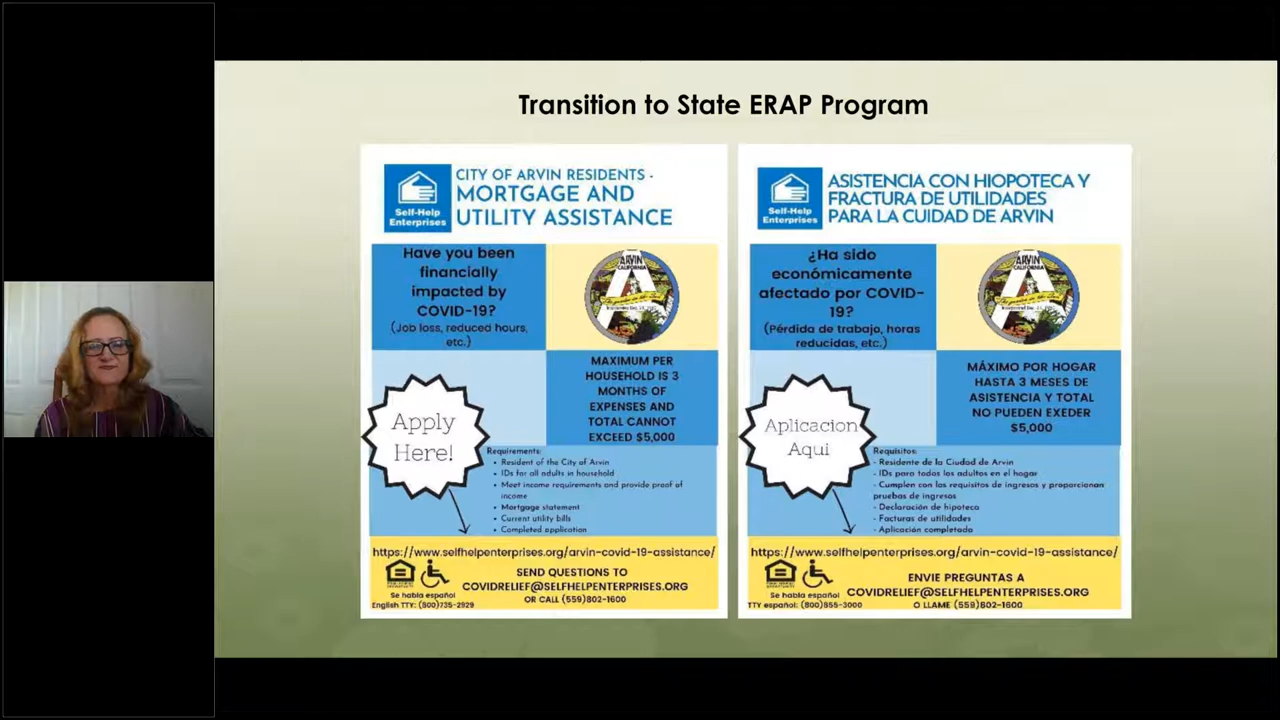 Transition to State ERAP Program
Self-Help
Enterprises
CITY OF ARVIN RESIDENTS -
MORTGAGE AND
UTILITY ASSISTANCE
Have you been
financially
impacted by
COVID-19?
(Job loss, reduced hours,
etc.)
ARVIN
CALIFORNIA
MAXIMUM PER
HOUSEHOLD IS 3
MONTHS OF
EXPENSES AND
TOTAL CANNOT
EXCEED $5,000
Apply
Here!
Requirements:
• Resident of the City of Arvin
• IDs for all adults in household
• Meet income requirements and provide proof of
income
• Mortgage statement
• Current utility bills
• Completed application
https://www.selfhelpenterprises.org/arvin-covid-19-assistance/
SEND QUESTIONS TO
COVIDRELIEF@SELFHELPENTERPRISES.ORG
OR CALL (559)802-1600
Se habla español
English TTY: (800)735-2929
Self-Help
Enterprises
ASISTENCIA CON HIOPOTECA Y
FRACTURA DE UTILIDADES
PARA LA CUIDAD DE ARVIN
¿Ha sido
económicamente
afectado por COVID-
19?
(Pérdida de trabajo, horas
reducidas, etc.)
ARVIN
CALIFORNIA
MÁXIMO POR HOGAR
HASTA 3 MESES DE
ASISTENCIA Y TOTAL
NO PUEDEN EXEDER
$5,000
Aplicacion
Aqui
Requisitos:
- Residente de la Ciudad de Arvin
- IDs para todos los adultos en el hogar
- Cumplen con los requisitos de ingresos y proporcionan
pruebas de ingresos
- Declaración de hipoteca
- Facturas de utilidades
- Aplicación completada
https://www.selfhelpenterprises.org/arvin-covid-19-assistance/
ENVIE PREGUNTAS A
COVIDRELIEF@SELFHELPENTERPRISES.ORG
O LLAME (559)802-1600
Se habla español
TTY español: (800)855-3000